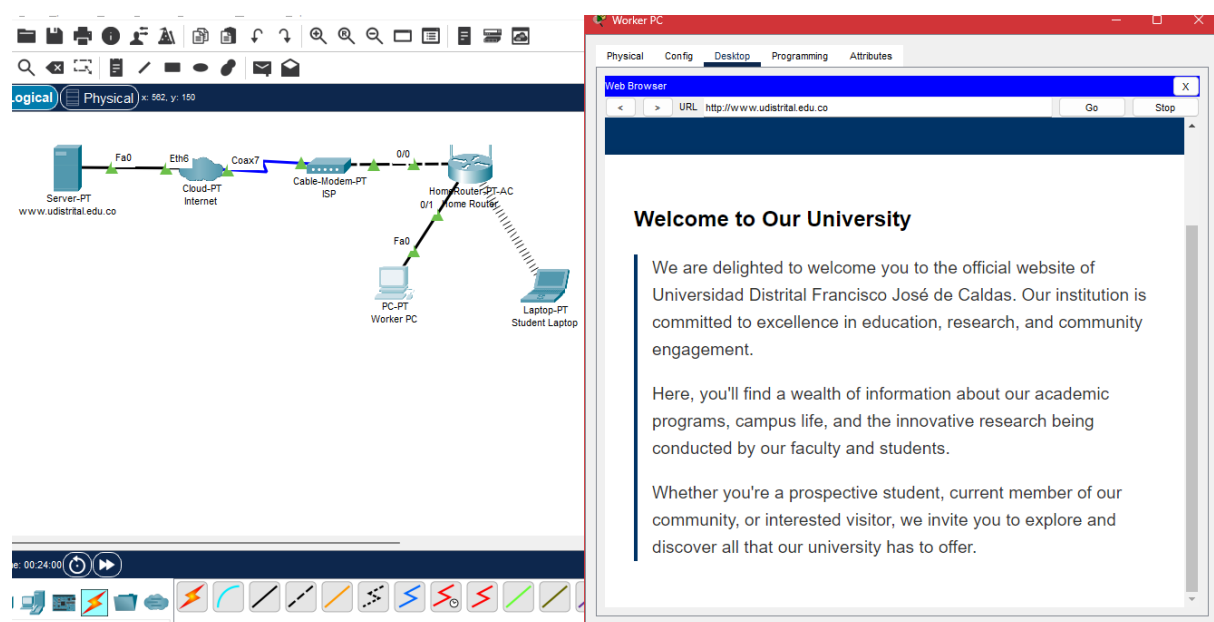 Logical
Physical
x: 562, y: 150
Fa0
Eth6
Coax7
0/0
Server-PT
www.udistrital.edu.co
Cloud-PT
Internet
Cable-Modem-PT
ISP
HomeRouter-PT-AC
Home Router
0/1
Fa0
PC-PT
Worker PC
Laptop-PT
Student Laptop
00:24:00
Worker PC
Physical Config Desktop Programming Attributes
Web Browser X
< > URL http://www.udistrital.edu.co Go Stop
Welcome to Our University
We are delighted to welcome you to the official website of
Universidad Distrital Francisco José de Caldas. Our institution is
committed to excellence in education, research, and community
engagement.
Here, you'll find a wealth of information about our academic
programs, campus life, and the innovative research being
conducted by our faculty and students.
Whether you're a prospective student, current member of our
community, or interested visitor, we invite you to explore and
discover all that our university has to offer.